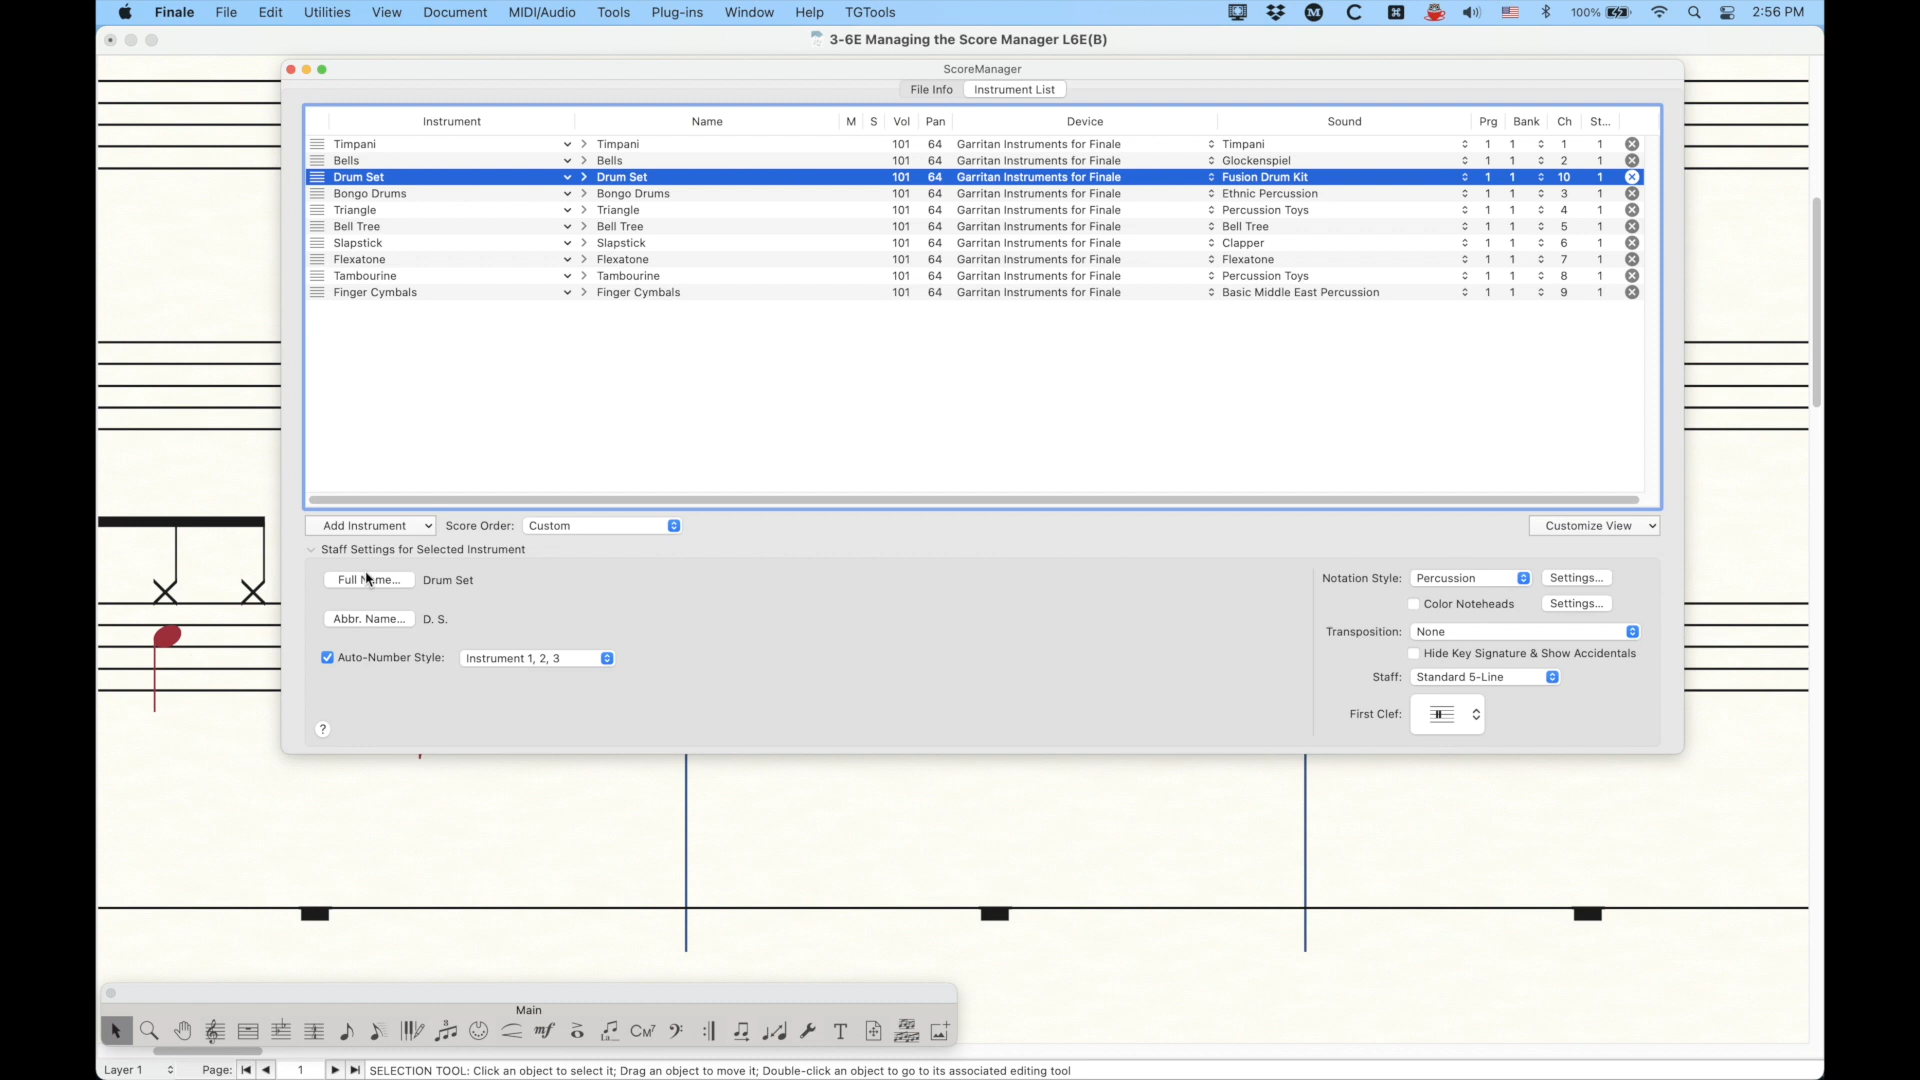 Finale File Edit Utilities View Document MIDI/Audio Tools Plug-ins Window Help TGTools 100% 2:56 PM
3-6E Managing the Score Manager L6E(B)
ScoreManager
File Info Instrument List
Instrument Name M S Vol Pan Device Sound Prg Bank Ch St...
Timpani Timpani 101 64 Garritan Instruments for Finale Timpani 1 1 1 1
Bells Bells 101 64 Garritan Instruments for Finale Glockenspiel 1 1 2 1
Drum Set Drum Set 101 64 Garritan Instruments for Finale Fusion Drum Kit 1 1 10 1
Bongo Drums Bongo Drums 101 64 Garritan Instruments for Finale Ethnic Percussion 1 1 3 1
Triangle Triangle 101 64 Garritan Instruments for Finale Percussion Toys 1 1 4 1
Bell Tree Bell Tree 101 64 Garritan Instruments for Finale Bell Tree 1 1 5 1
Slapstick Slapstick 101 64 Garritan Instruments for Finale Clapper 1 1 6 1
Flexatone Flexatone 101 64 Garritan Instruments for Finale Flexatone 1 1 7 1
Tambourine Tambourine 101 64 Garritan Instruments for Finale Percussion Toys 1 1 8 1
Finger Cymbals Finger Cymbals 101 64 Garritan Instruments for Finale Basic Middle East Percussion 1 1 9 1
Add Instrument Score Order: Custom Customize View
Staff Settings for Selected Instrument
Full Name... Drum Set Notation Style: Percussion Settings...
Color Noteheads Settings...
Abbr. Name... D. S.
Transposition: None
Hide Key Signature & Show Accidentals
Auto-Number Style: Instrument 1, 2, 3
Staff: Standard 5-Line
First Clef:
?
Main
mf CM7 T
Layer 1 Page: 1 SELECTION TOOL: Click an object to select it; Drag an object to move it; Double-click an object to go to its associated editing tool